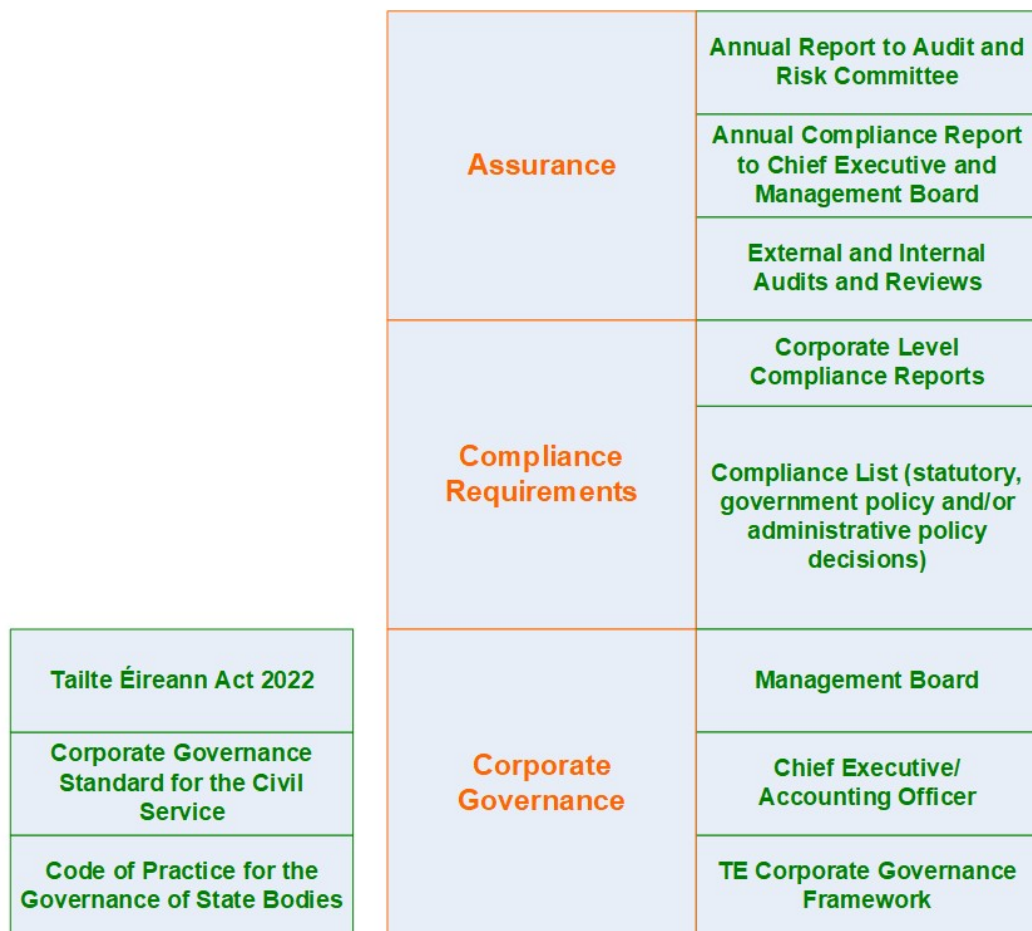 Assurance
Annual Report to Audit and
Risk Committee
Annual Compliance Report
to Chief Executive and
Management Board
External and Internal
Audits and Reviews
Compliance
Requirements
Corporate Level
Compliance Reports
Compliance List (statutory,
government policy and/or
administrative policy
decisions)
Tailte Éireann Act 2022
Corporate Governance
Standard for the Civil
Service
Code of Practice for the
Governance of State Bodies
Corporate
Governance
Management Board
Chief Executive/
Accounting Officer
TE Corporate Governance
Framework